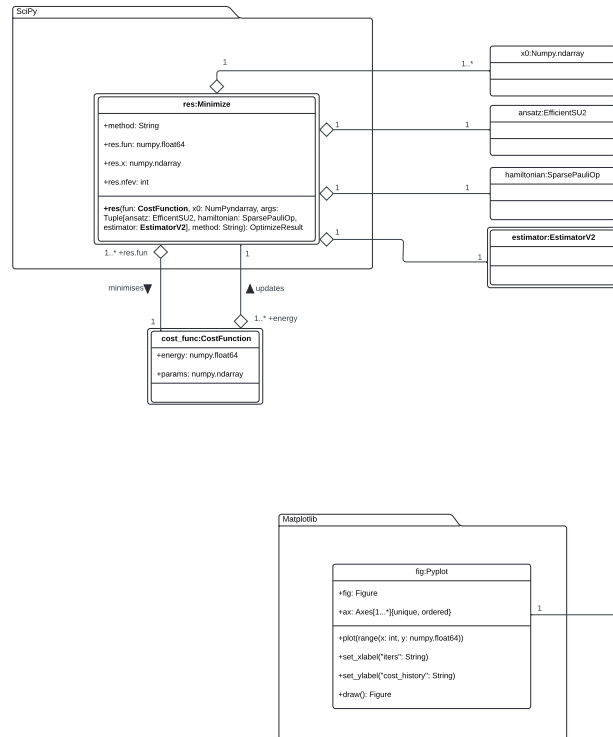 SciPy
1
1..*
x0:Numpy.ndarray
res:Minimize
+method: String
+res.fun: numpy.float64
+res.x: numpy.ndarray
+res.nfev: int
+res(fun: CostFunction, x0: NumPyndarray, args:
Tuple[ansatz: EfficentSU2, hamiltonian: SparsePauliOp,
estimator: EstimatorV2], method: String): OptimizeResult
1
1
ansatz:EfficientSU2
1
1
hamiltonian:SparsePauliOp
1
1
estimator:EstimatorV2
1..* +res.fun
1
minimises
updates
1
1..* +energy
cost_func:CostFunction
+energy: numpy.float64
+params: numpy.ndarray
Matplotlib
fig:Pyplot
+fig: Figure
+ax: Axes[1...*]{unique, ordered}
1
+plot(range(x: int, y: numpy.float64))
+set_xlabel("iters": String)
+set_ylabel("cost_history": String)
+draw(): Figure